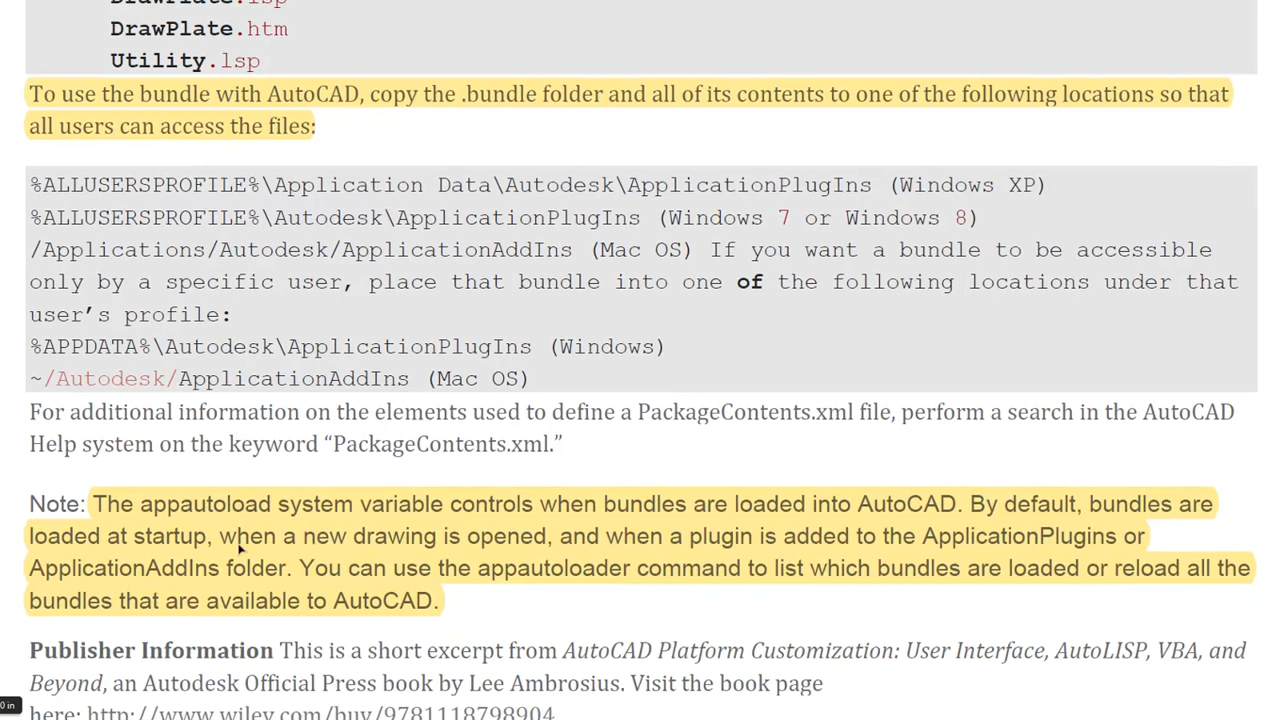 DrawPlate.lsp
DrawPlate.htm
Utility.lsp
To use the bundle with AutoCAD, copy the .bundle folder and all of its contents to one of the following locations so that
all users can access the files:
%ALLUSERSPROFILE%\Application Data\Autodesk\ApplicationPlugIns (Windows XP)
%ALLUSERSPROFILE%\Autodesk\ApplicationPlugIns (Windows 7 or Windows 8)
/Applications/Autodesk/ApplicationAddIns (Mac OS) If you want a bundle to be accessible
only by a specific user, place that bundle into one of the following locations under that
user’s profile:
%APPDATA%\Autodesk\ApplicationPlugIns (Windows)
~/Autodesk/ApplicationAddIns (Mac OS)
For additional information on the elements used to define a PackageContents.xml file, perform a search in the AutoCAD
Help system on the keyword “PackageContents.xml.”
Note: The appautoload system variable controls when bundles are loaded into AutoCAD. By default, bundles are
loaded at startup, when a new drawing is opened, and when a plugin is added to the ApplicationPlugins or
ApplicationAddIns folder. You can use the appautoloader command to list which bundles are loaded or reload all the
bundles that are available to AutoCAD.
Publisher Information This is a short excerpt from AutoCAD Platform Customization: User Interface, AutoLISP, VBA, and
Beyond, an Autodesk Official Press book by Lee Ambrosius. Visit the book page
here: http://www.wiley.com/buy/9781118798904
0 in